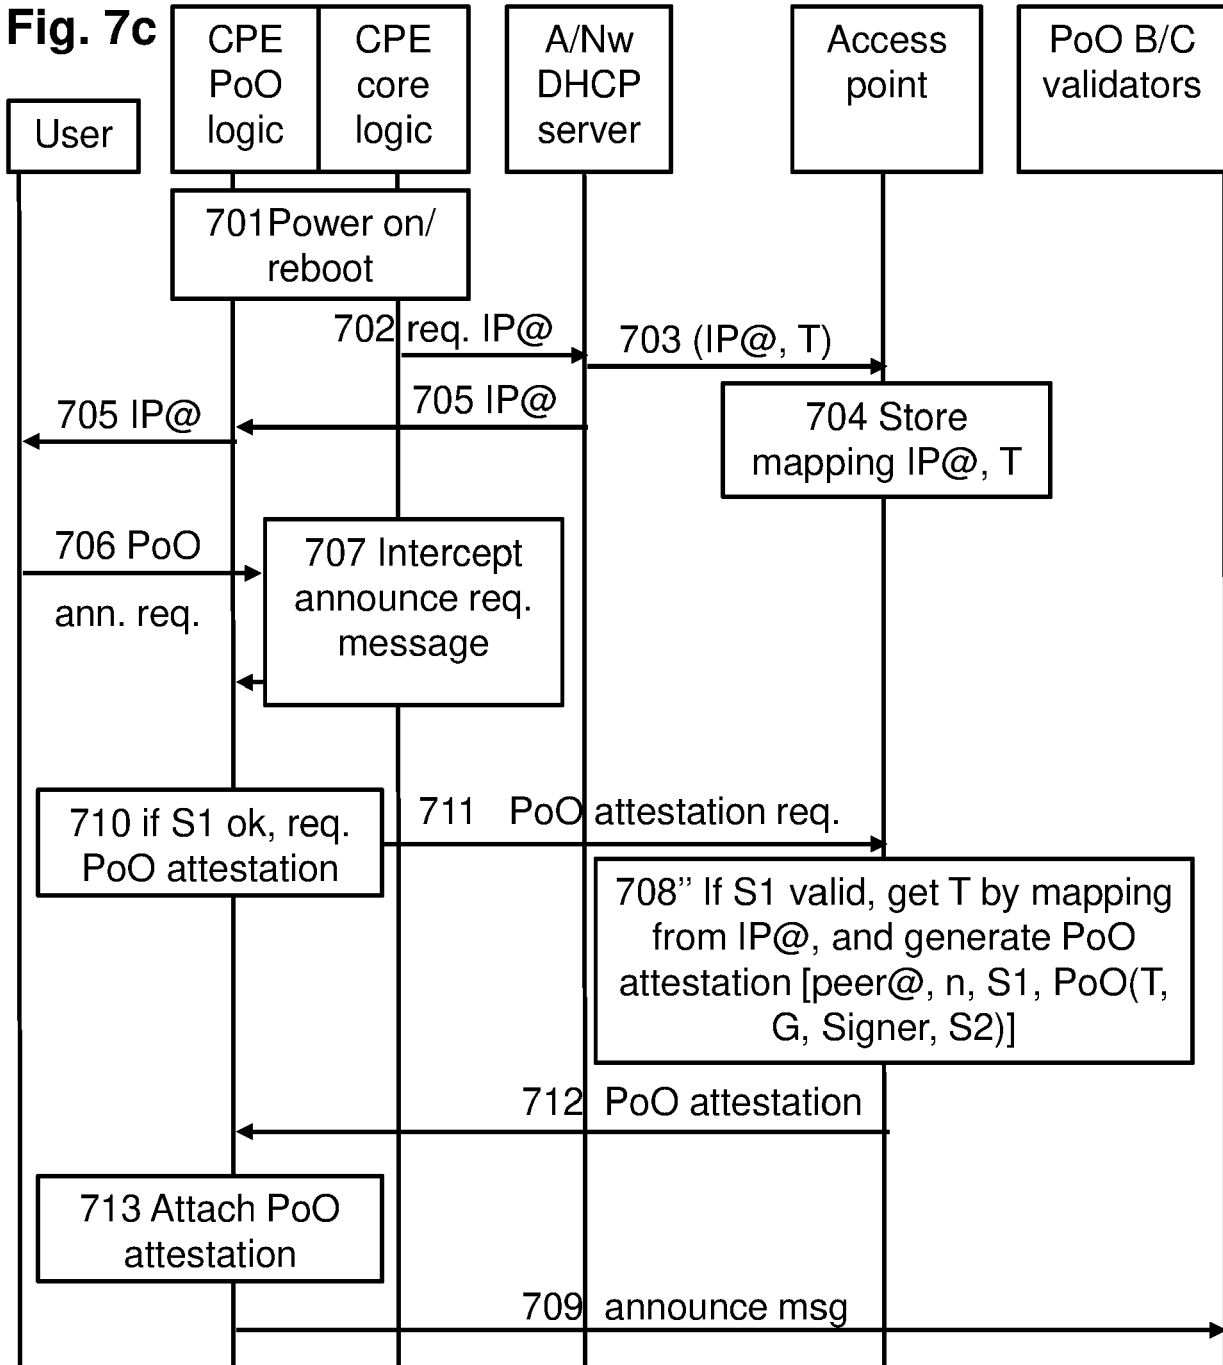 Fig. 7c
User
CPE
PoO
logic
CPE
core
logic
A/Nw
DHCP
server
Access
point
PoO B/C
validators
701Power on/
reboot
702 req. IP@
703 (IP@, T)
705 IP@
705 IP@
704 Store
mapping IP@, T
706 PoO
ann. req.
707 Intercept
announce req.
message
710 if S1 ok, req.
PoO attestation
711 PoO attestation req.
708” If S1 valid, get T by mapping
from IP@, and generate PoO
attestation [peer@, n, S1, PoO(T,
G, Signer, S2)]
712 PoO attestation
713 Attach PoO
attestation
709 announce msg